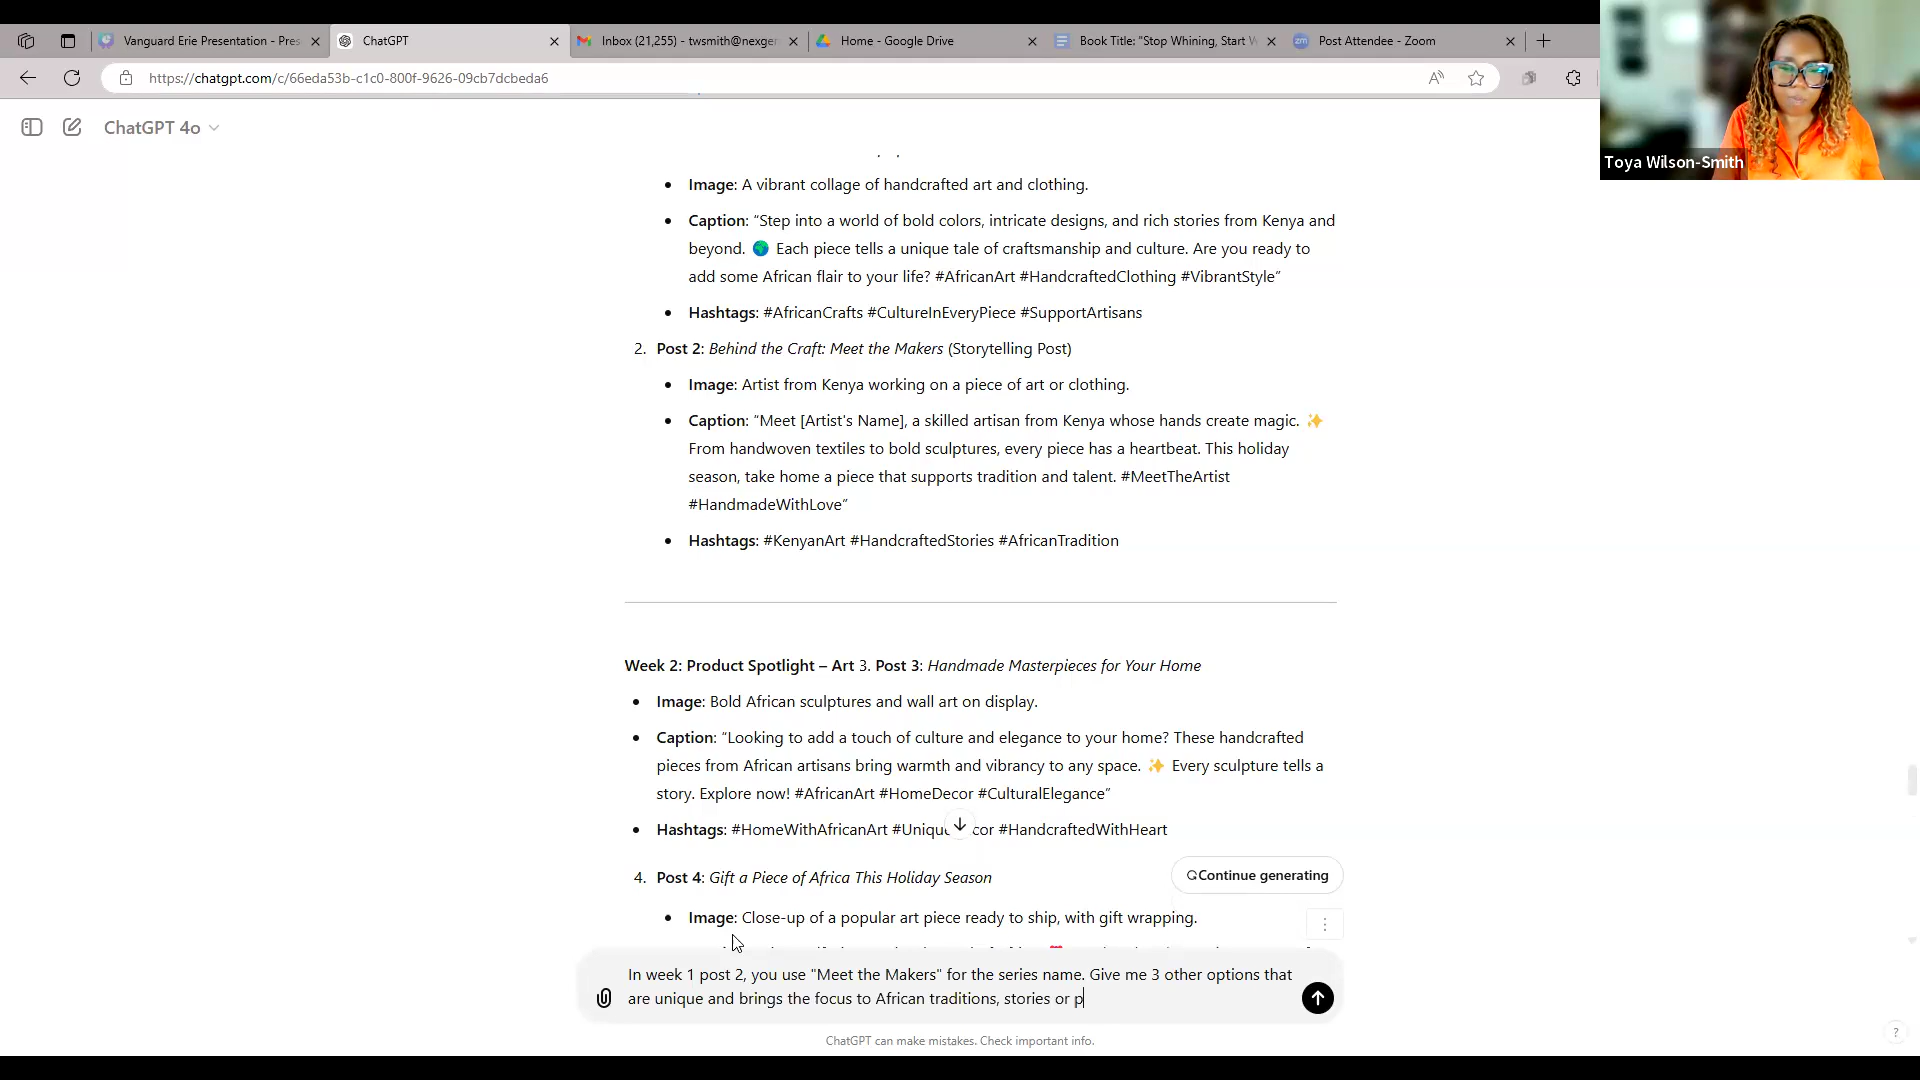 Vanguard Erie Presentation - Pres
ChatGPT
Inbox (21,255) - twsmith@nexger
Home - Google Drive
Book Title: "Stop Whining, Start W
Post Attendee - Zoom
https://chatgpt.com/c/66eda53b-c1c0-800f-9626-09cb7dcbeda6
Toya Wilson-Smith
ChatGPT 4o
• Image: A vibrant collage of handcrafted art and clothing.
• Caption: “Step into a world of bold colors, intricate designs, and rich stories from Kenya and
beyond. 🌍 Each piece tells a unique tale of craftsmanship and culture. Are you ready to
add some African flair to your life? #AfricanArt #HandcraftedClothing #VibrantStyle”
• Hashtags: #AfricanCrafts #CultureInEveryPiece #SupportArtisans
2. Post 2: Behind the Craft: Meet the Makers (Storytelling Post)
• Image: Artist from Kenya working on a piece of art or clothing.
• Caption: “Meet [Artist's Name], a skilled artisan from Kenya whose hands create magic. ✨
From handwoven textiles to bold sculptures, every piece has a heartbeat. This holiday
season, take home a piece that supports tradition and talent. #MeetTheArtist
#HandmadeWithLove”
• Hashtags: #KenyanArt #HandcraftedStories #AfricanTradition
Week 2: Product Spotlight – Art 3. Post 3: Handmade Masterpieces for Your Home
• Image: Bold African sculptures and wall art on display.
• Caption: “Looking to add a touch of culture and elegance to your home? These handcrafted
pieces from African artisans bring warmth and vibrancy to any space. ✨ Every sculpture tells a
story. Explore now! #AfricanArt #HomeDecor #CulturalElegance”
• Hashtags: #HomeWithAfricanArt #Uniqu cor #HandcraftedWithHeart
4. Post 4: Gift a Piece of Africa This Holiday Season
Continue generating
• Image: Close-up of a popular art piece ready to ship, with gift wrapping.
In week 1 post 2, you use "Meet the Makers" for the series name. Give me 3 other options that
are unique and brings the focus to African traditions, stories or p
ChatGPT can make mistakes. Check important info.
?